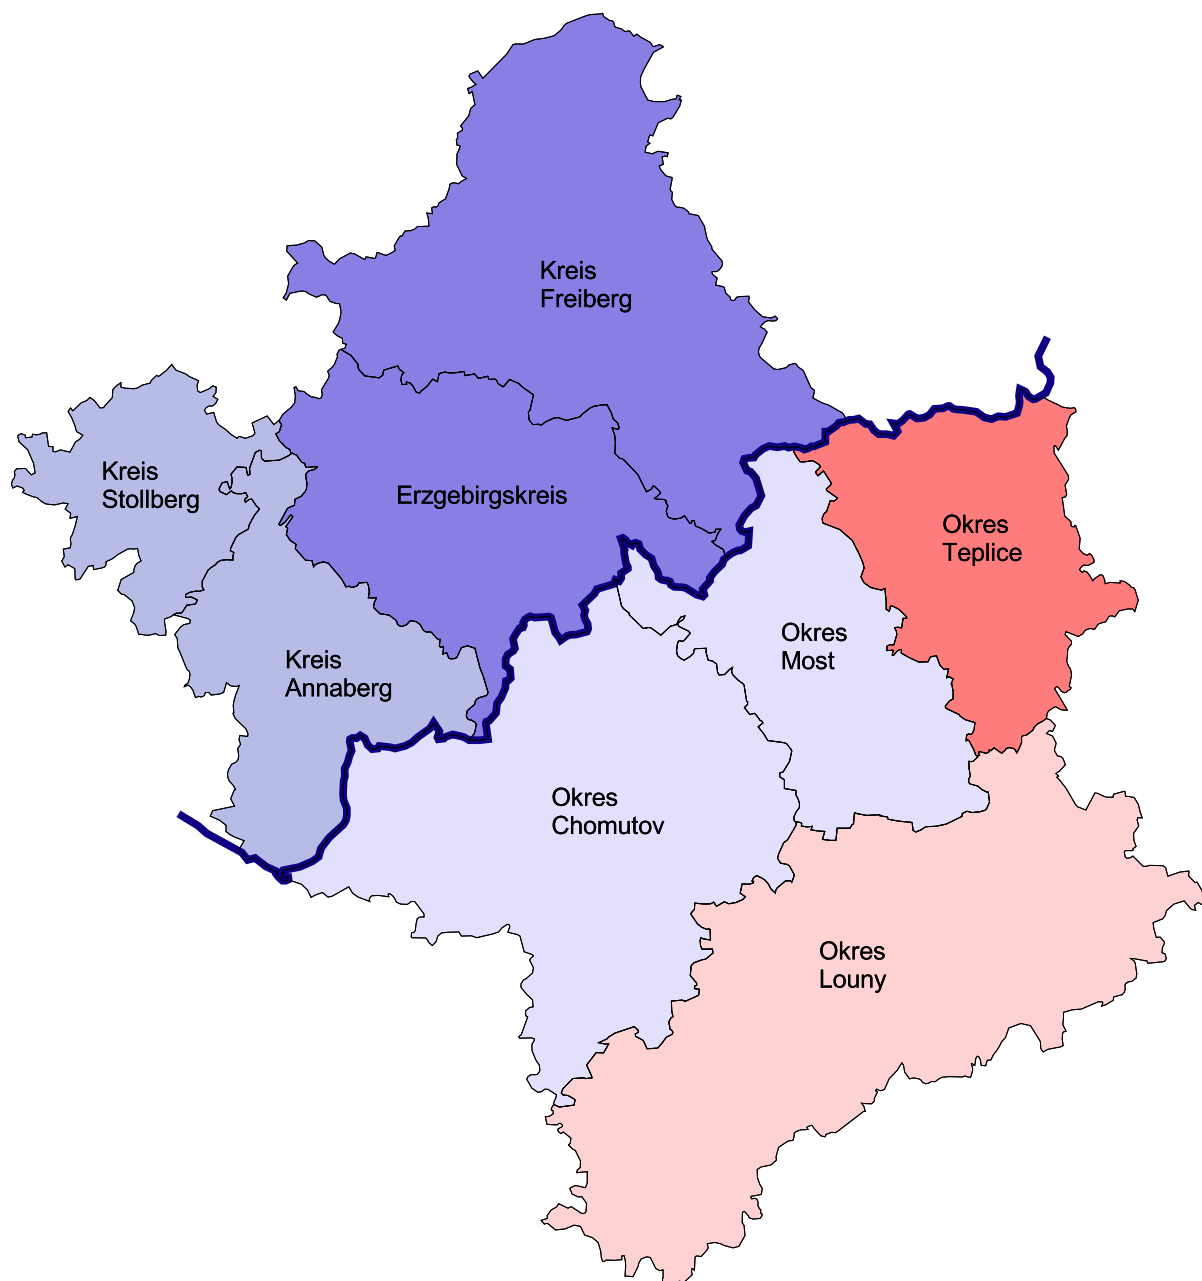 Kreis
Freiberg
Kreis
Stollberg
Erzgebirgskreis
Okres
Teplice
Okres
Most
Kreis
Annaberg
Okres
Chomutov
Okres
Louny